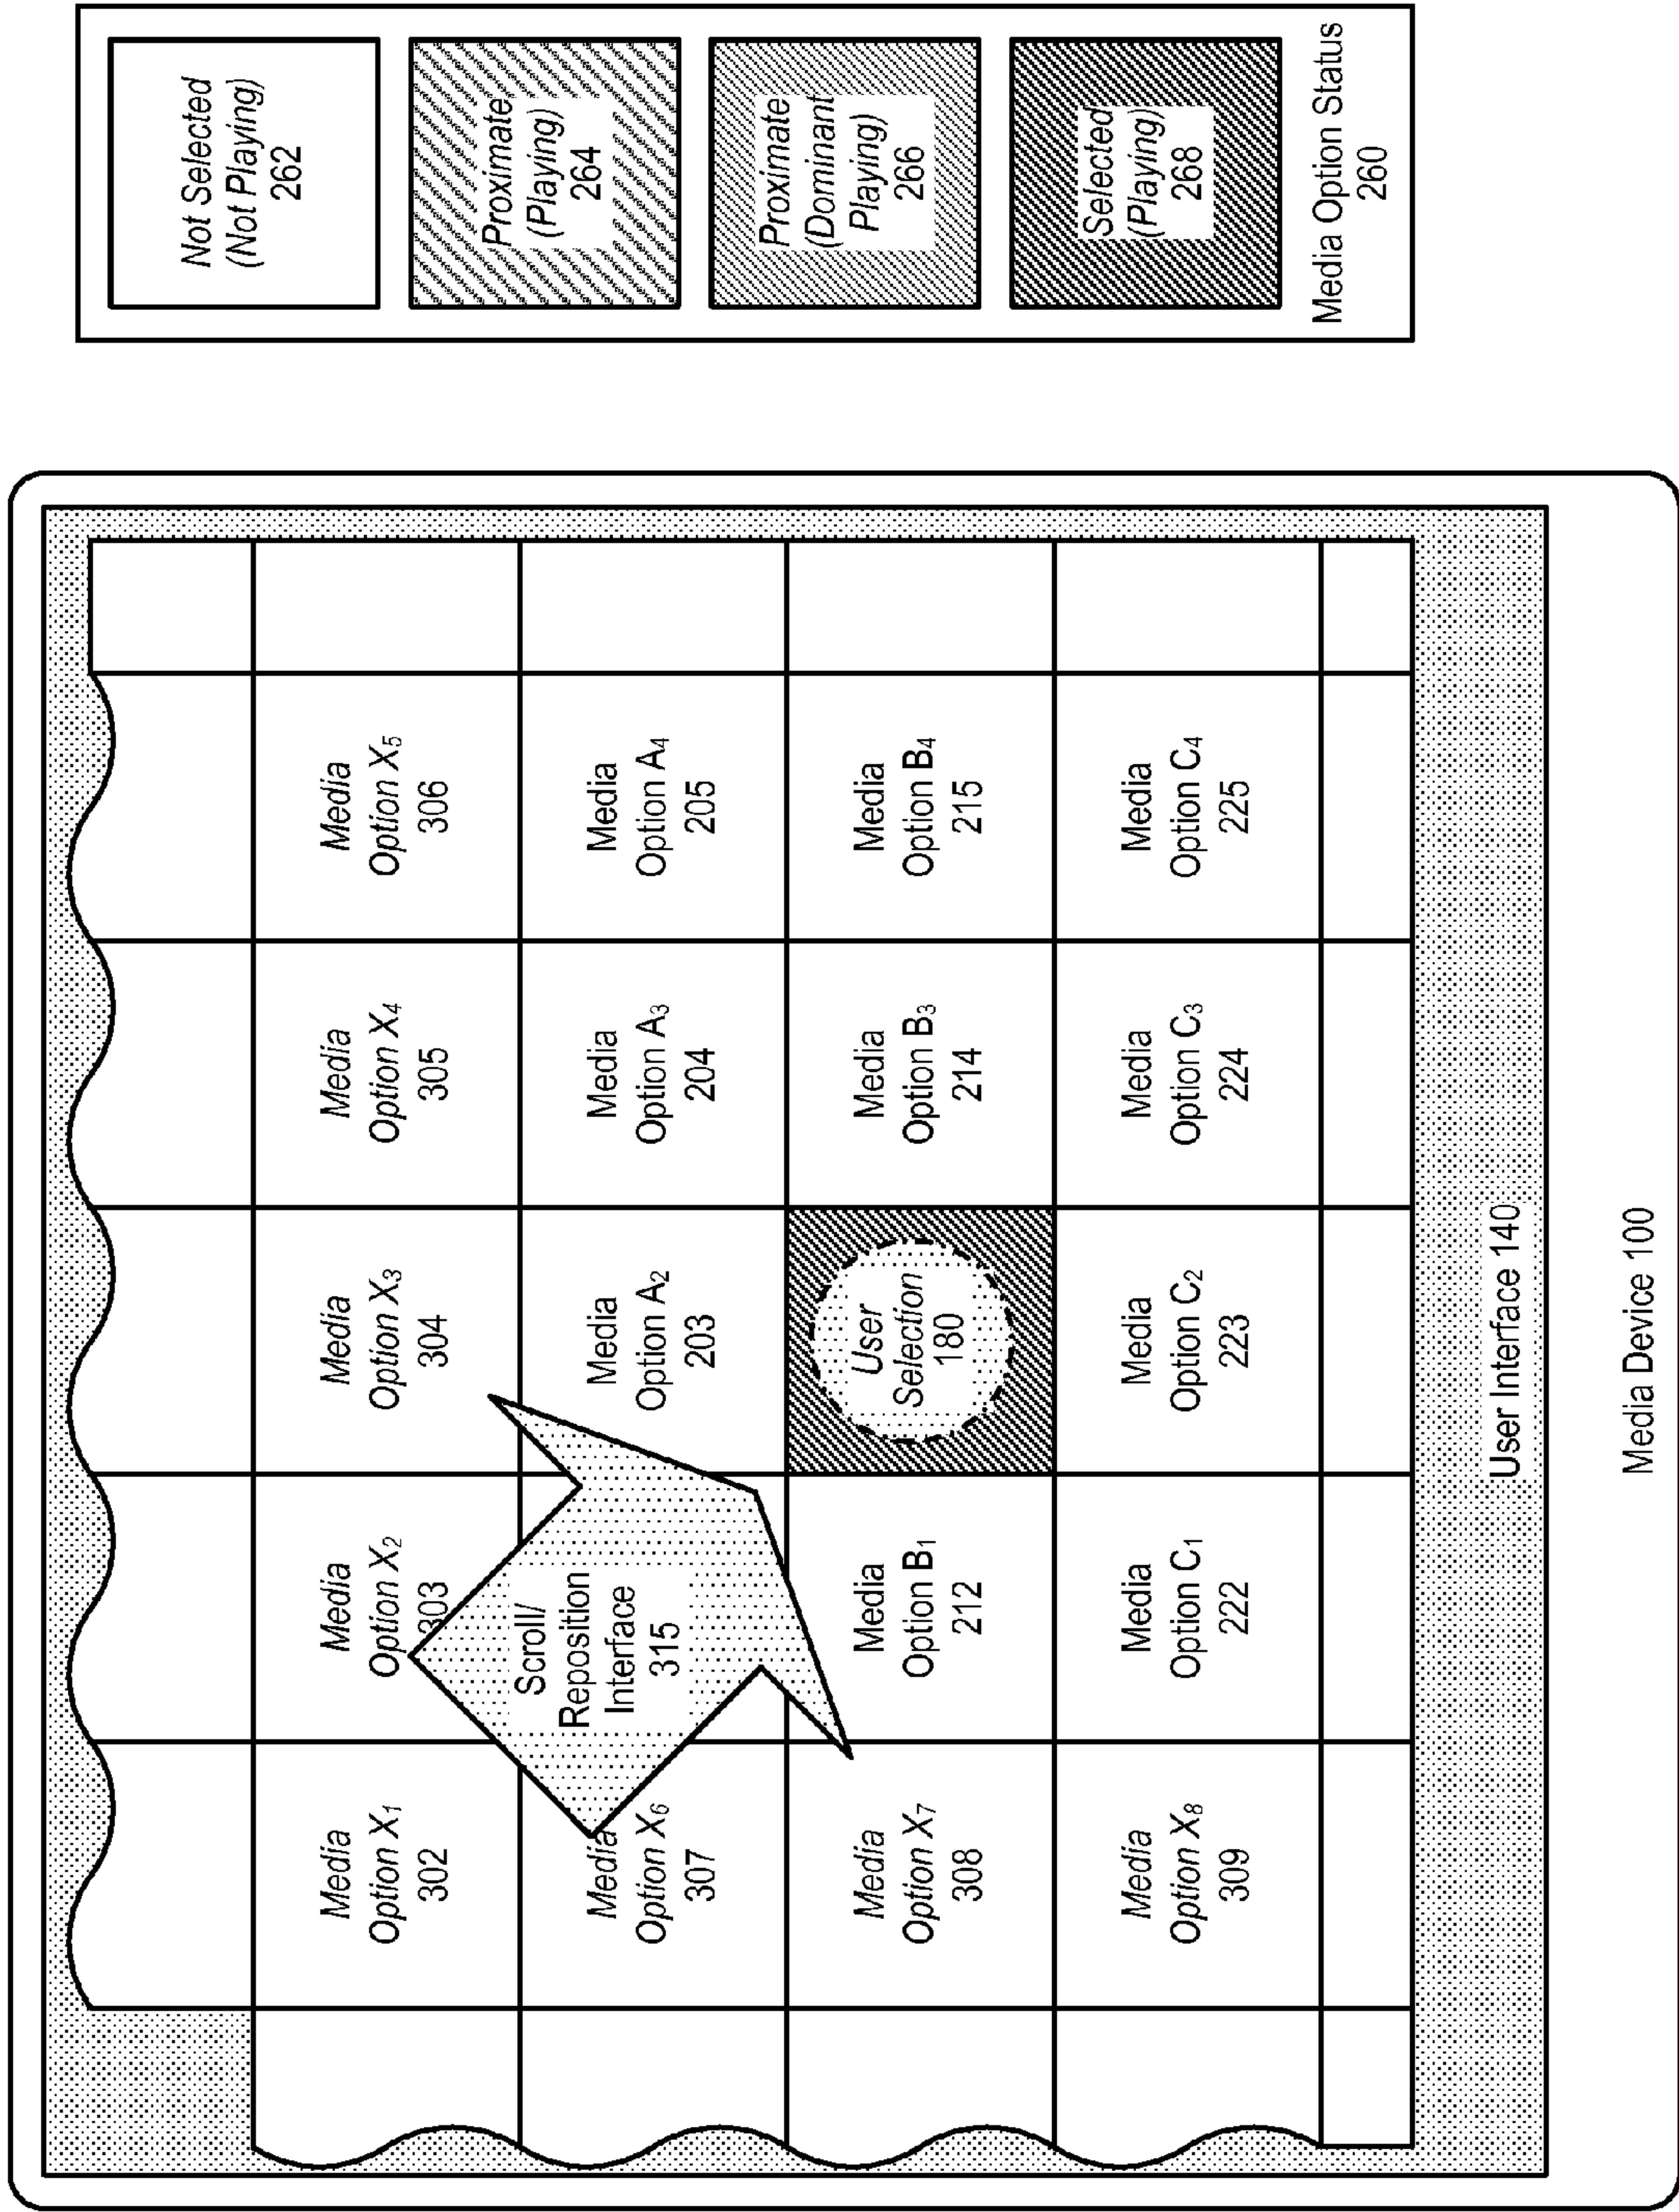 Media
Option X₁
302
Media
Option X₂
303
Media
Option X₃
304
Media
Option X₄
305
Media
Option X₅
306
Media
Option X₆
307
Scroll/
Reposition
Interface
315
Media
Option A₂
203
Media
Option A₃
204
Media
Option A₄
205
Media
Option X₇
308
Media
Option B₁
212
User
Selection
180
Media
Option B₃
214
Media
Option B₄
215
Media
Option X₈
309
Media
Option C₁
222
Media
Option C₂
223
Media
Option C₃
224
Media
Option C₄
225
User Interface 140
Media Device 100
Not Selected
(Not Playing)
262
Proximate
(Playing)
264
Proximate
(Dominant
Playing)
266
Selected
(Playing)
268
Media Option Status
260